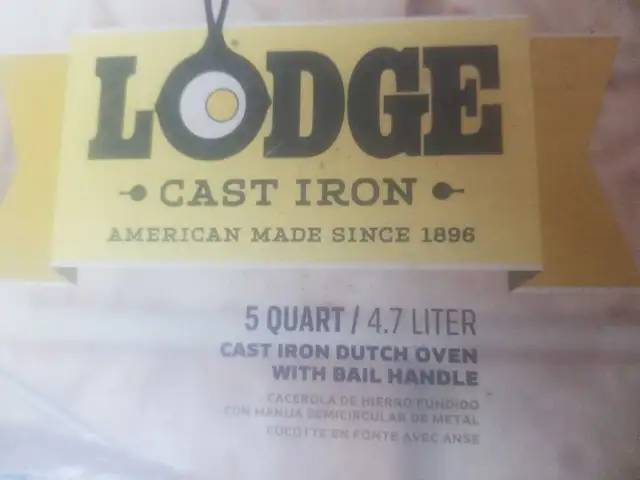 LODGE
CAST IRON
AMERICAN MADE SINCE 1896
5 QUART / 4.7 LITER
CAST IRON DUTCH OVEN
WITH BAIL HANDLE
CACEROLA DE HIERRO FUNDIDO
CON MANIJA SEMICIRCULAR DE METAL
COCOTTE EN FONTE AVEC ANSE